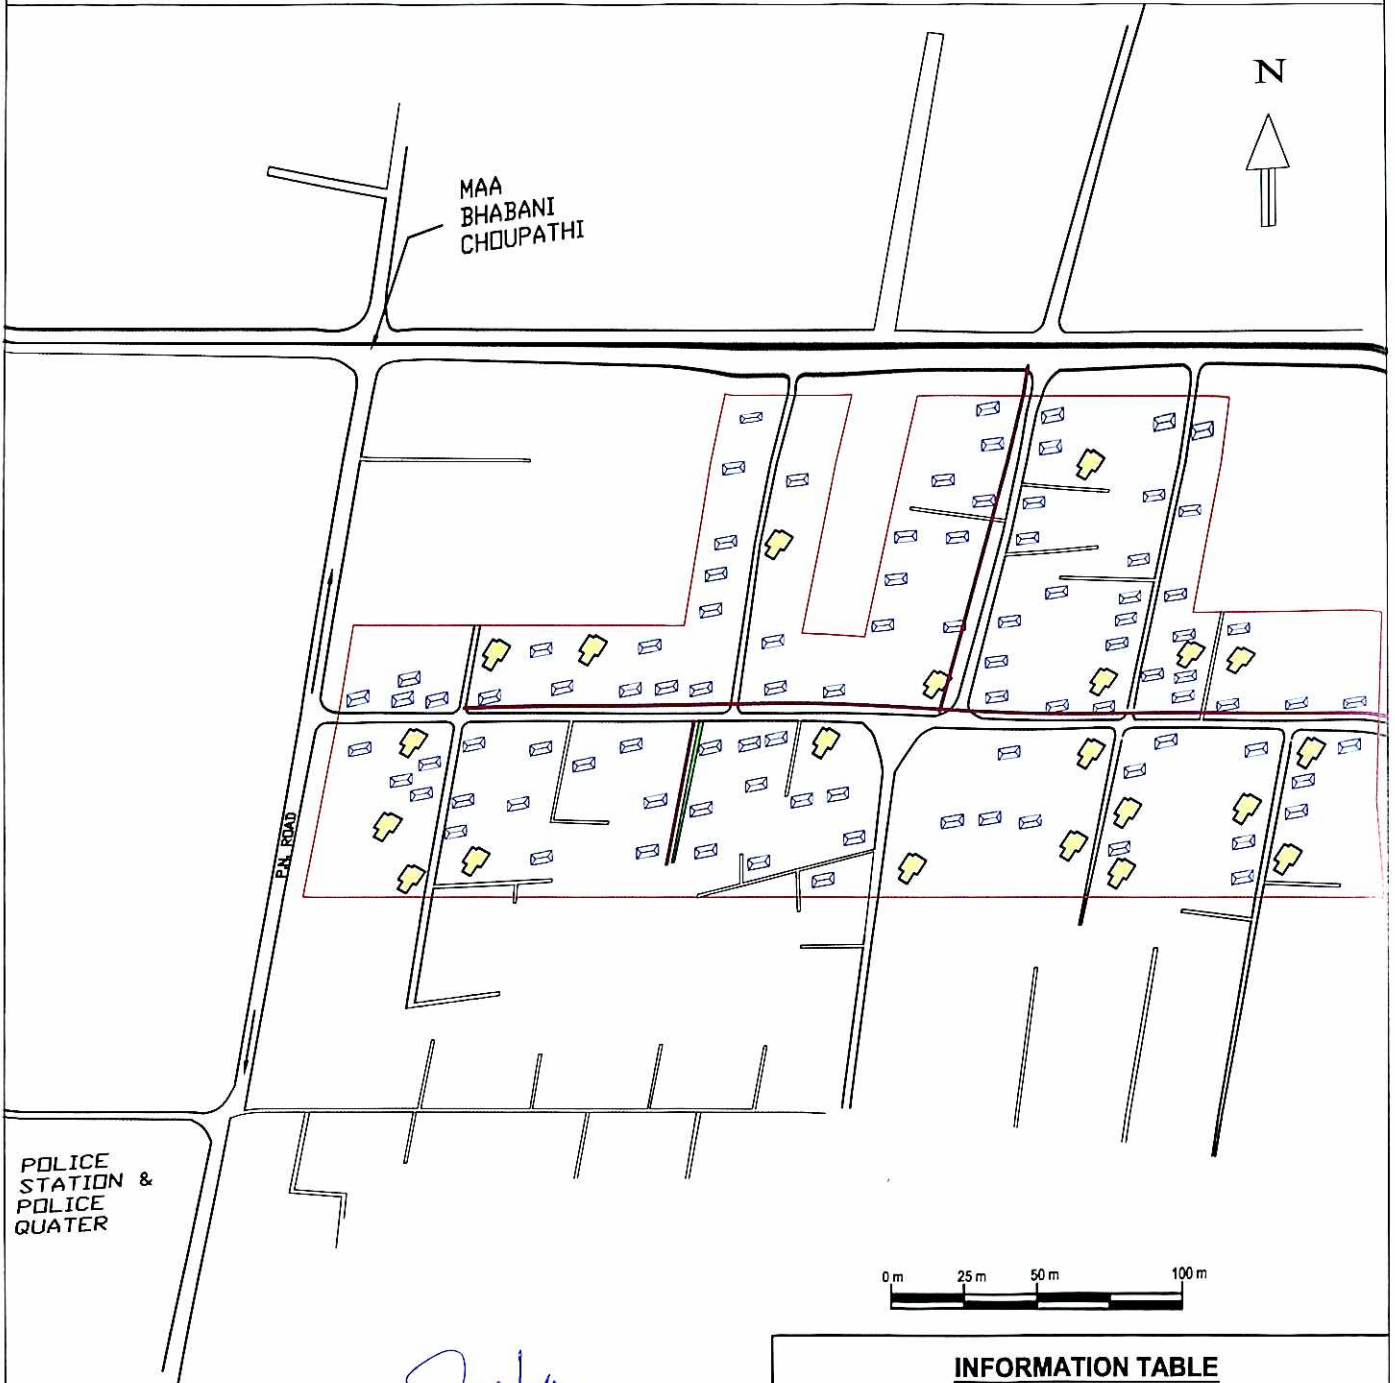 N
MAA
BHABANI
CHOUPATHI
P.N. ROAD
POLICE
STATION &
POLICE
QUATER
0 m 25 m 50 m 100 m
INFORMATION TABLE